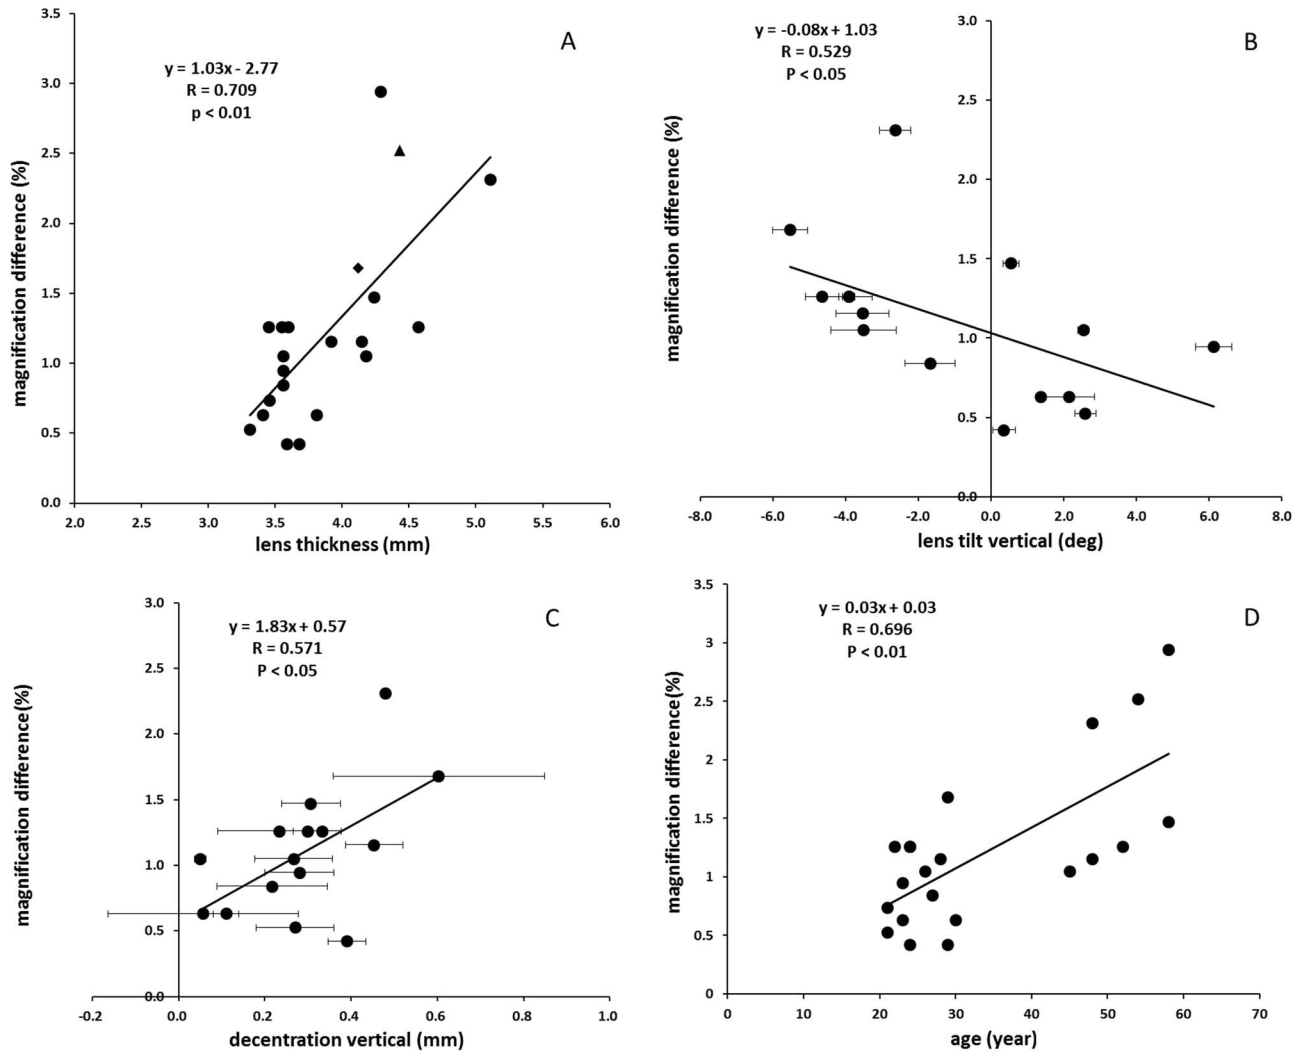 A
y = 1.03x - 2.77
R = 0.709
p < 0.01
magnification difference (%)
3.5
3.0
2.5
2.0
1.5
1.0
0.5
0.0
2.0 2.5 3.0 3.5 4.0 4.5 5.0 5.5 6.0
lens thickness (mm)
B
y = -0.08x + 1.03
R = 0.529
P < 0.05
magnification difference (%)
3.0
2.5
2.0
1.5
1.0
0.5
0.0
-8.0 -6.0 -4.0 -2.0 0.0 2.0 4.0 6.0 8.0
lens tilt vertical (deg)
C
y = 1.83x + 0.57
R = 0.571
P < 0.05
magnification difference(%)
3.0
2.5
2.0
1.5
1.0
0.5
0.0
-0.2 0.0 0.2 0.4 0.6 0.8 1.0
decentration vertical (mm)
D
y = 0.03x + 0.03
R = 0.696
P < 0.01
magnification difference(%)
3.5
3
2.5
2
1.5
1
0.5
0
0 10 20 30 40 50 60 70
age (year)